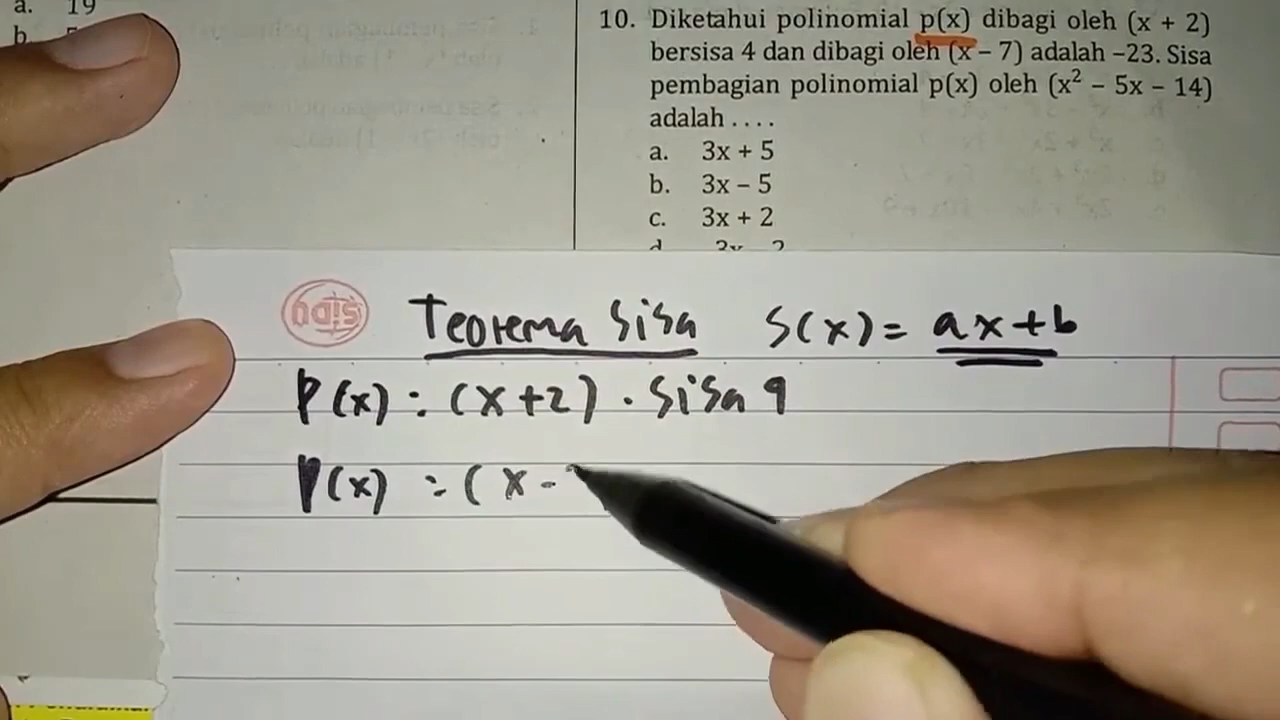 a. 19
b.
10. Diketahui polinomial p(x) dibagi oleh (x + 2)
bersisa 4 dan dibagi oleh (x – 7) adalah –23. Sisa
pembagian polinomial p(x) oleh (x² – 5x – 14)
adalah . . . .
a. 3x + 5
b. 3x – 5
c. 3x + 2
Teorema Sisa S(x) = ax+b
P(x) : (x+2) . Sisa 4
P(x) : (x -